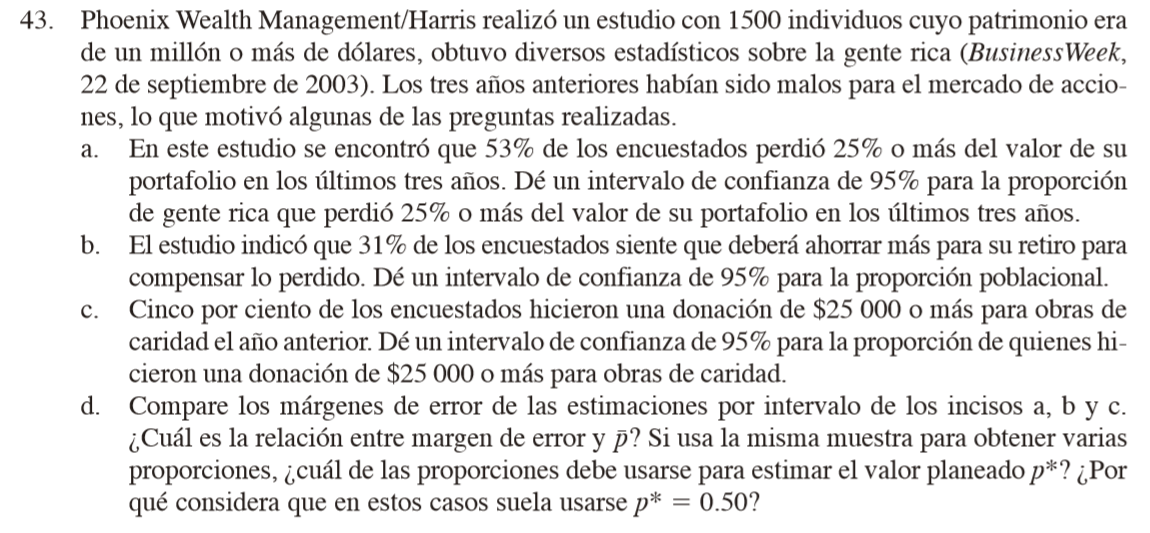 43. Phoenix Wealth Management/Harris realizó un estudio con 1500 individuos cuyo patrimonio era
de un millón o más de dólares, obtuvo diversos estadísticos sobre la gente rica (BusinessWeek,
22 de septiembre de 2003). Los tres años anteriores habían sido malos para el mercado de accio-
nes, lo que motivó algunas de las preguntas realizadas.
a. En este estudio se encontró que 53% de los encuestados perdió 25% o más del valor de su
portafolio en los últimos tres años. Dé un intervalo de confianza de 95% para la proporción
de gente rica que perdió 25% o más del valor de su portafolio en los últimos tres años.
b. El estudio indicó que 31% de los encuestados siente que deberá ahorrar más para su retiro para
compensar lo perdido. Dé un intervalo de confianza de 95% para la proporción poblacional.
c. Cinco por ciento de los encuestados hicieron una donación de $25 000 o más para obras de
caridad el año anterior. Dé un intervalo de confianza de 95% para la proporción de quienes hi-
cieron una donación de $25 000 o más para obras de caridad.
d. Compare los márgenes de error de las estimaciones por intervalo de los incisos a, b y c.
¿Cuál es la relación entre margen de error y p̄? Si usa la misma muestra para obtener varias
proporciones, ¿cuál de las proporciones debe usarse para estimar el valor planeado p*? ¿Por
qué considera que en estos casos suela usarse p* = 0.50?